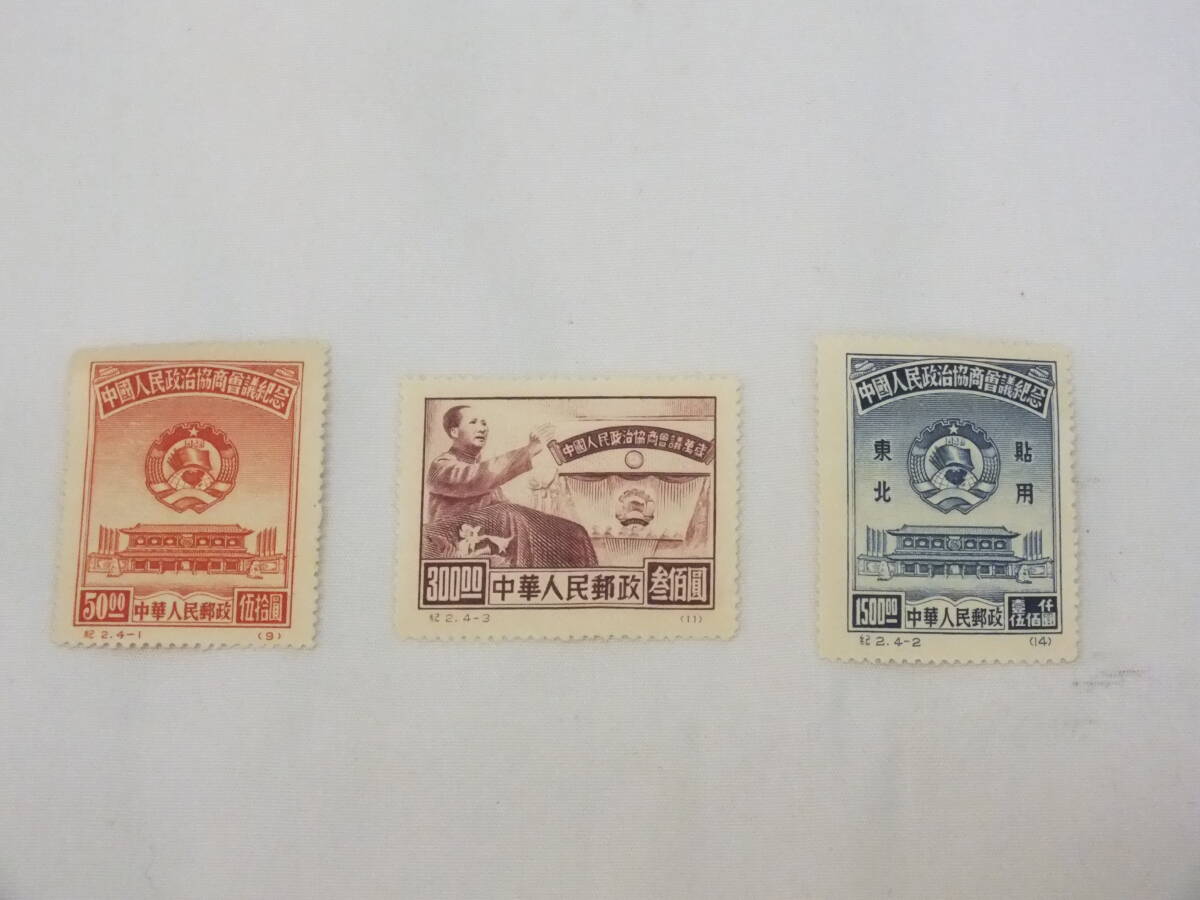 中國人民政治協商會議紀念
50.00 中華人民郵政 伍拾圓
紀 2. 4-1 (9)
中國人民政治協商會議萬歲
300.00 中華人民郵政 叁佰圓
紀 2. 4-3 (11)
中國人民政治協商會議紀念
東北 貼用
1500.00 中華人民郵政 壹仟伍佰圓
紀 2. 4-2 (14)